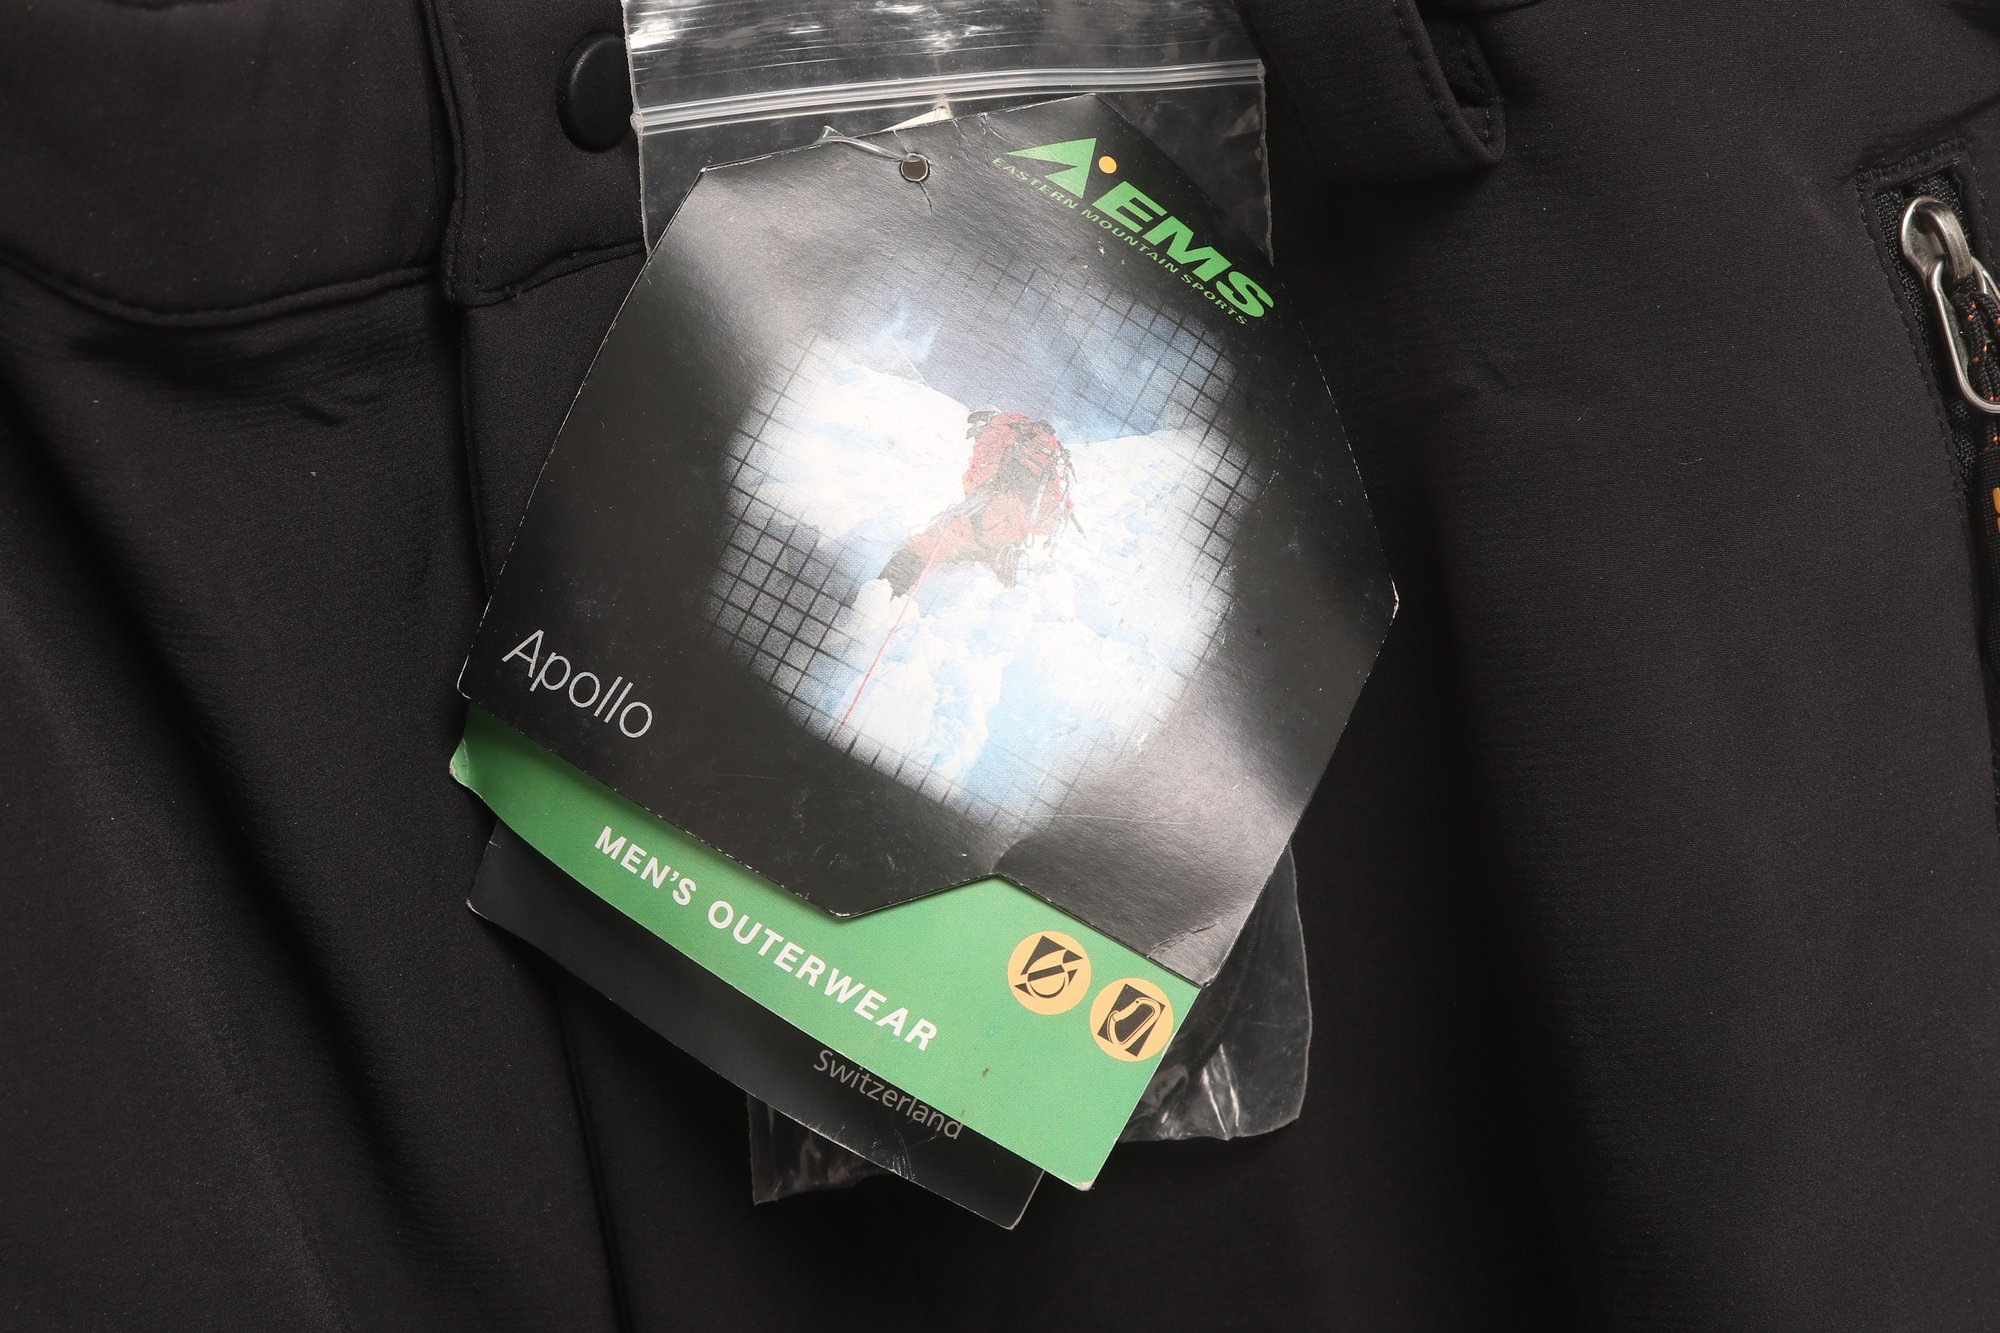 EMS
EASTERN MOUNTAIN SPORTS
Apollo
MEN'S OUTERWEAR
Switzerland